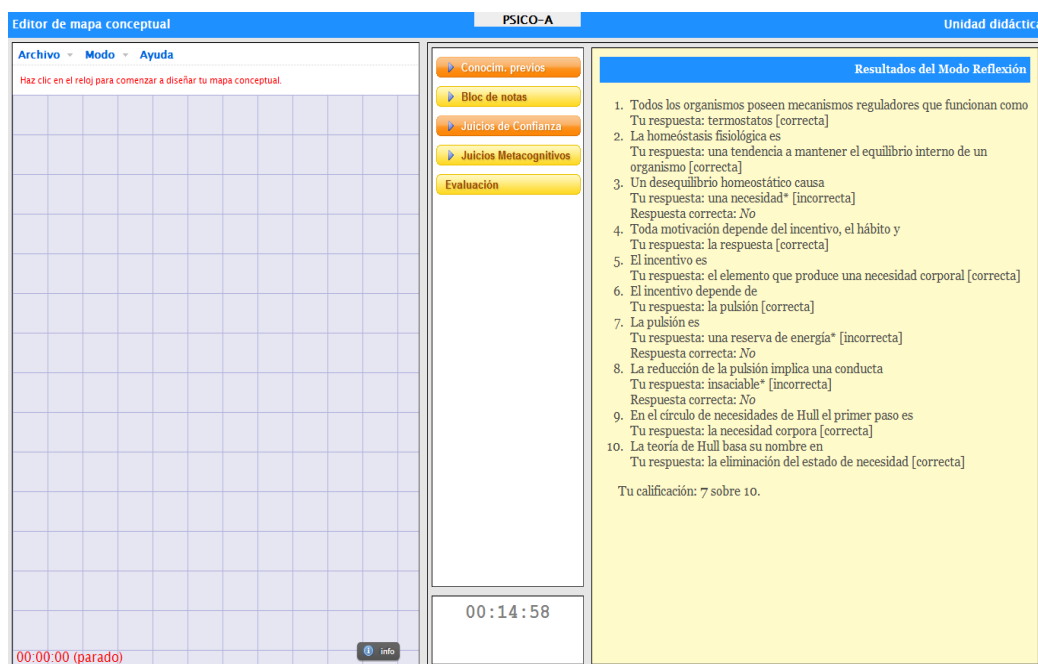 Editor de mapa conceptual
PSICO-A
Unidad didáctica
Archivo Modo Ayuda
Haz clic en el reloj para comenzar a diseñar tu mapa conceptual.
00:00:00 (parado)
info
Conocim. previos
Bloc de notas
Juicios de Confianza
Juicios Metacognitivos
Evaluación
00:14:58
Resultados del Modo Reflexión
1. Todos los organismos poseen mecanismos reguladores que funcionan como
Tu respuesta: termostatos [correcta]
2. La homeóstasis fisiológica es
Tu respuesta: una tendencia a mantener el equilibrio interno de un
organismo [correcta]
3. Un desequilibrio homeostático causa
Tu respuesta: una necesidad* [incorrecta]
Respuesta correcta: No
4. Toda motivación depende del incentivo, el hábito y
Tu respuesta: la respuesta [correcta]
5. El incentivo es
Tu respuesta: el elemento que produce una necesidad corporal [correcta]
6. El incentivo depende de
Tu respuesta: la pulsión [correcta]
7. La pulsión es
Tu respuesta: una reserva de energía* [incorrecta]
Respuesta correcta: No
8. La reducción de la pulsión implica una conducta
Tu respuesta: insaciable* [incorrecta]
Respuesta correcta: No
9. En el círculo de necesidades de Hull el primer paso es
Tu respuesta: la necesidad corpora [correcta]
10. La teoría de Hull basa su nombre en
Tu respuesta: la eliminación del estado de necesidad [correcta]
Tu calificación: 7 sobre 10.